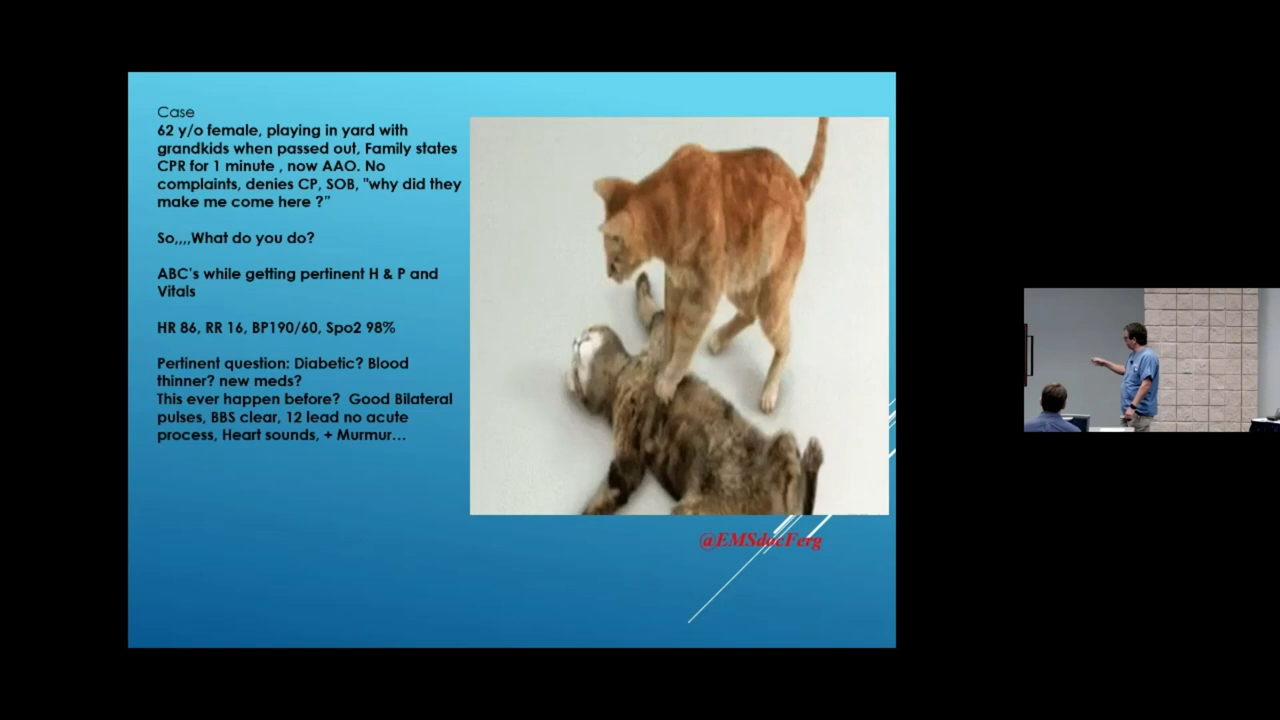 Case
62 y/o female, playing in yard with
grandkids when passed out, Family states
CPR for 1 minute , now AAO. No
complaints, denies CP, SOB, "why did they
make me come here ?"
So,,,,What do you do?
ABC's while getting pertinent H & P and
Vitals
HR 86, RR 16, BP190/60, Spo2 98%
Pertinent question: Diabetic? Blood
thinner? new meds?
This ever happen before?  Good Bilateral
pulses, BBS clear, 12 lead no acute
process, Heart sounds, + Murmur…
@EMSdocFerg